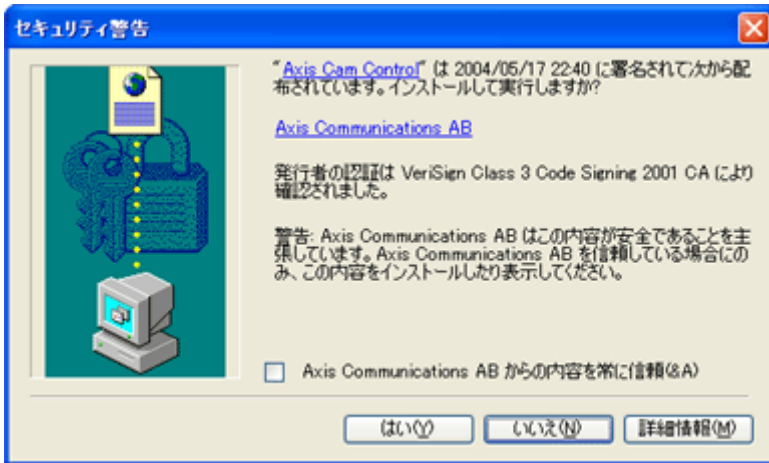 セキュリティ警告
"Axis Cam Control" は 2004/05/17 22:40 に署名されて次から配
布されています。インストールして実行しますか?
Axis Communications AB
発行者の認証は VeriSign Class 3 Code Signing 2001 CA により
確認されました。
警告: Axis Communications AB はこの内容が安全であることを主
張しています。Axis Communications AB を信頼している場合にの
み、この内容をインストールしたり表示してください。
Axis Communications AB からの内容を常に信頼(&A)
はい(Y) いいえ(N) 詳細情報(M)